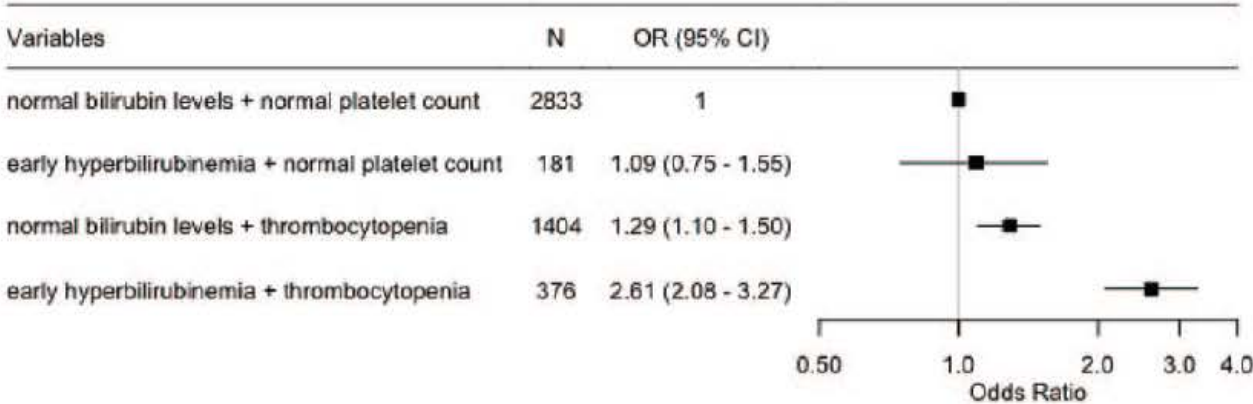 Variables N OR (95% CI)
normal bilirubin levels + normal platelet count 2833 1
early hyperbilirubinemia + normal platelet count 181 1.09 (0.75 - 1.55)
normal bilirubin levels + thrombocytopenia 1404 1.29 (1.10 - 1.50)
early hyperbilirubinemia + thrombocytopenia 376 2.61 (2.08 - 3.27)
0.50 1.0 2.0 3.0 4.0
Odds Ratio